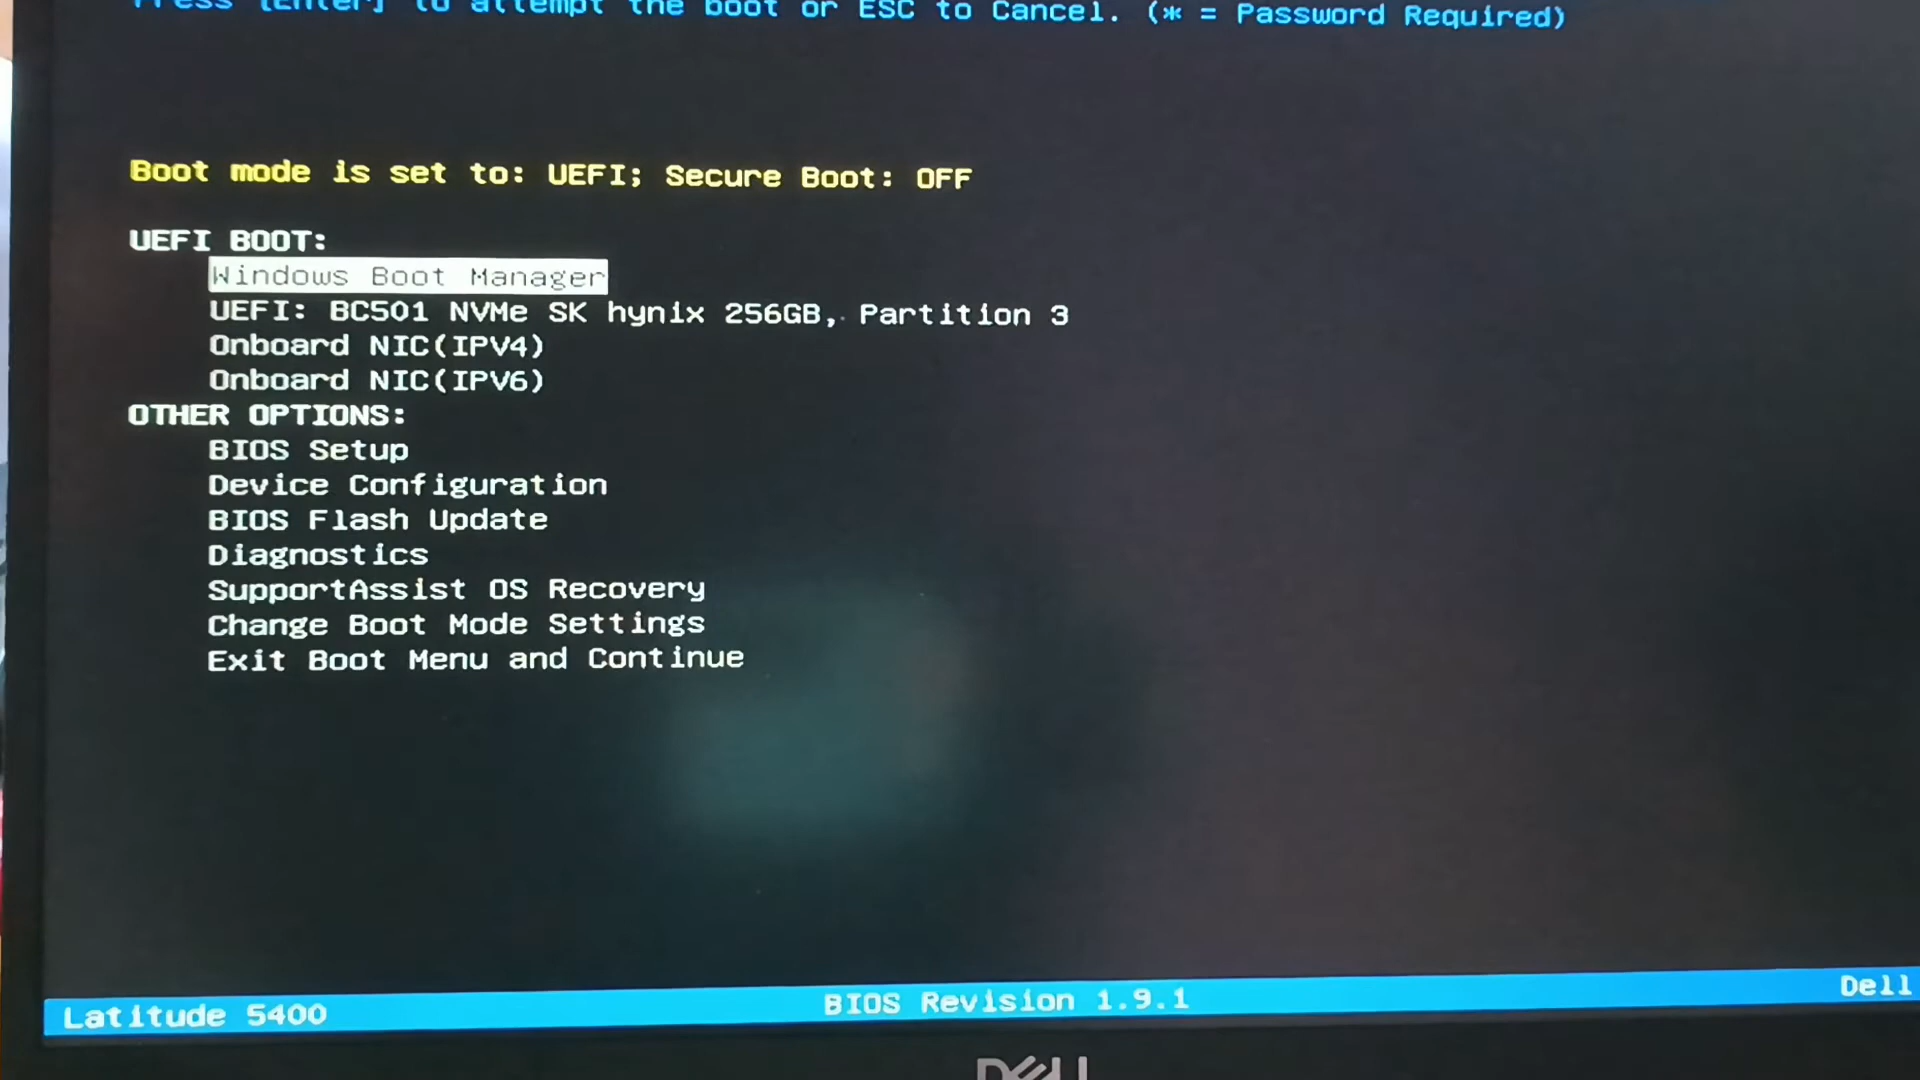 Press [Enter] to attempt the boot or ESC to Cancel. (* = Password Required)
Boot mode is set to: UEFI; Secure Boot: OFF
UEFI BOOT:
Windows Boot Manager
UEFI: BC501 NVMe SK hynix 256GB, Partition 3
Onboard NIC(IPV4)
Onboard NIC(IPV6)
OTHER OPTIONS:
BIOS Setup
Device Configuration
BIOS Flash Update
Diagnostics
SupportAssist OS Recovery
Change Boot Mode Settings
Exit Boot Menu and Continue
Latitude 5400 BIOS Revision 1.9.1 Dell
DELL